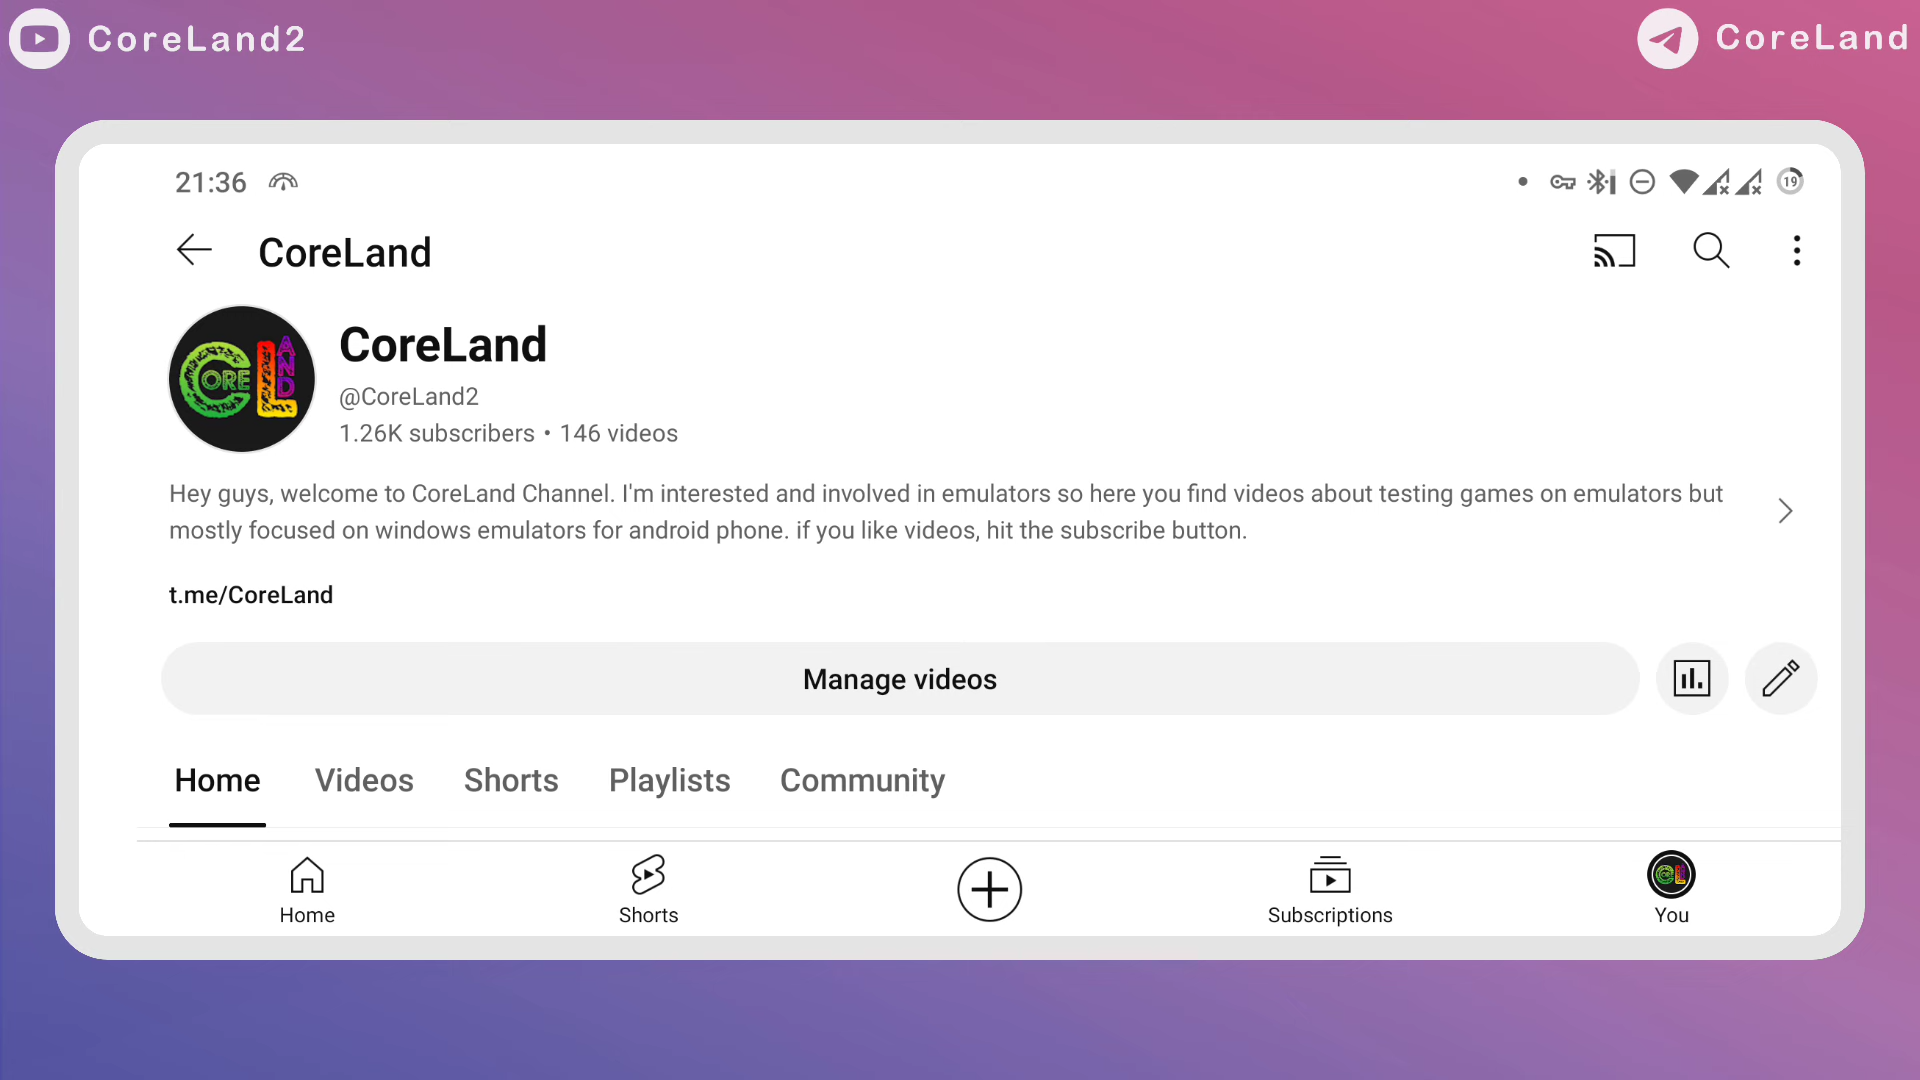 CoreLand2
CoreLand
21:36
19
CoreLand
CORE LAND
CoreLand
@CoreLand2
1.26K subscribers • 146 videos
Hey guys, welcome to CoreLand Channel. I'm interested and involved in emulators so here you find videos about testing games on emulators but
mostly focused on windows emulators for android phone. if you like videos, hit the subscribe button.
t.me/CoreLand
Manage videos
Home Videos Shorts Playlists Community
Home Shorts Subscriptions You